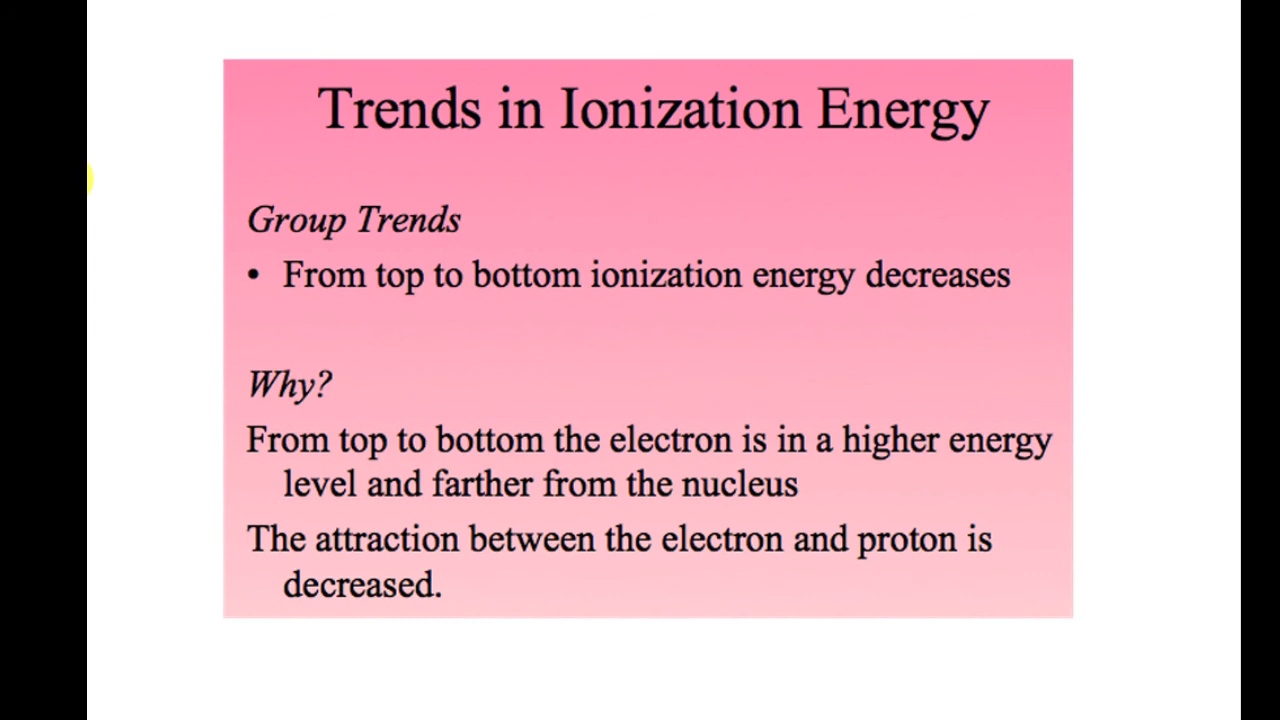 Trends in Ionization Energy
Group Trends
• From top to bottom ionization energy decreases
Why?
From top to bottom the electron is in a higher energy
level and farther from the nucleus
The attraction between the electron and proton is
decreased.